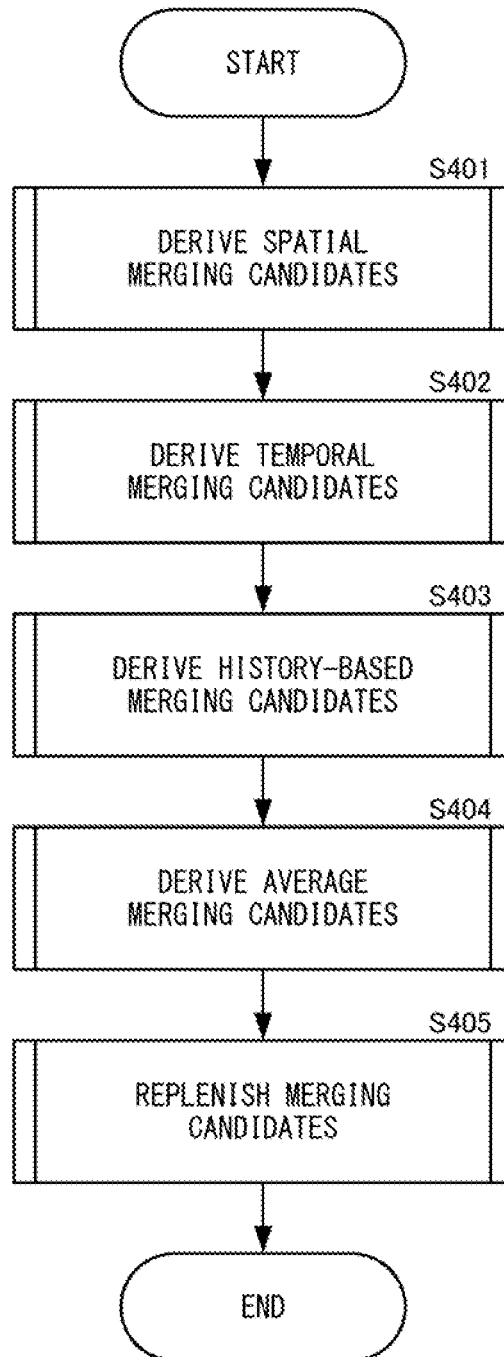 START
S401
DERIVE SPATIAL
MERGING CANDIDATES
S402
DERIVE TEMPORAL
MERGING CANDIDATES
S403
DERIVE HISTORY-BASED
MERGING CANDIDATES
S404
DERIVE AVERAGE
MERGING CANDIDATES
S405
REPLENISH MERGING
CANDIDATES
END